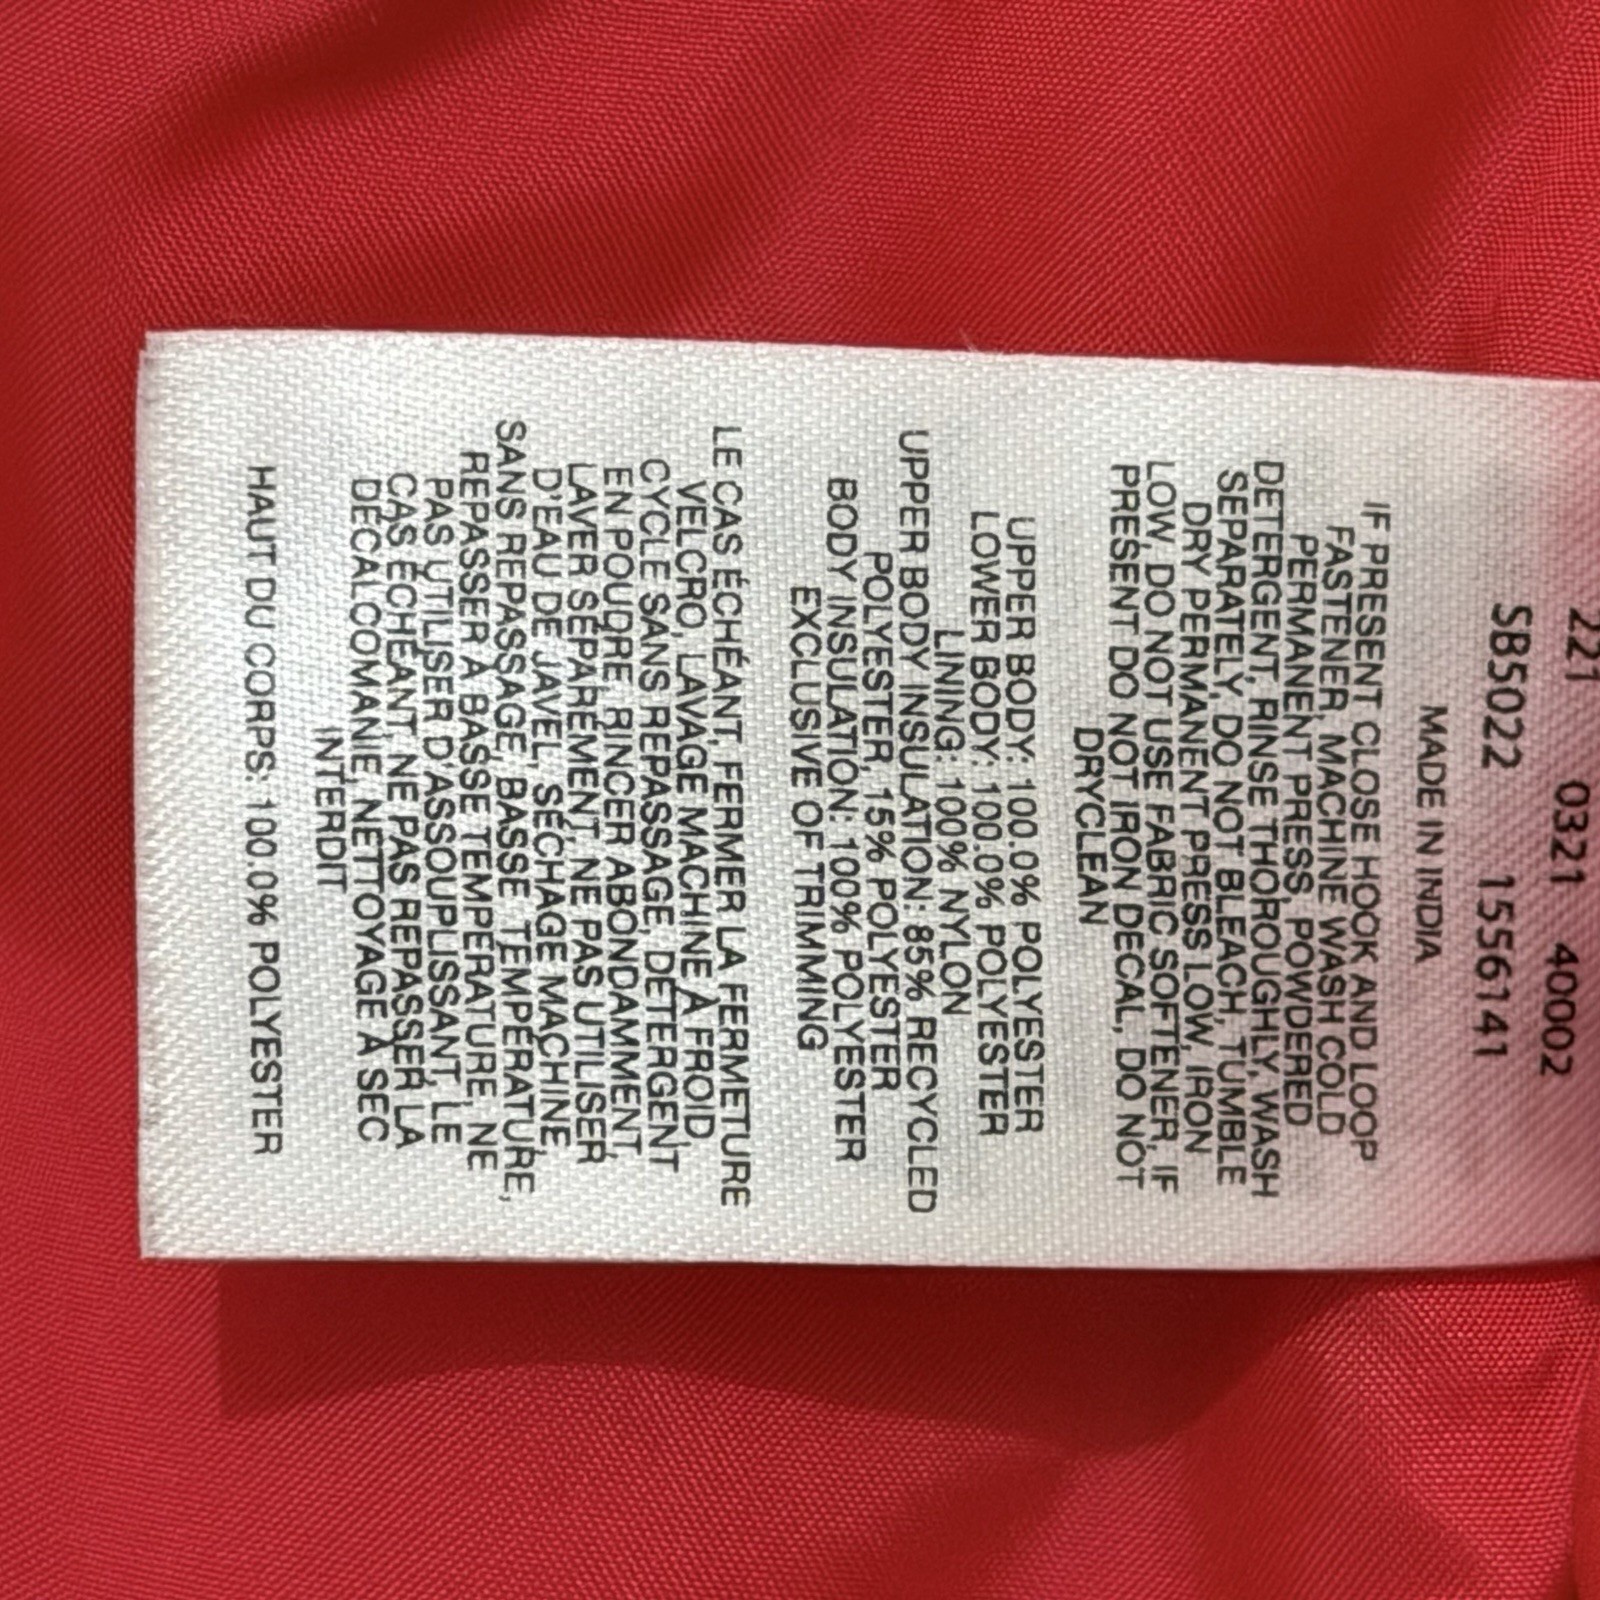 221 0321 40002
SB5022 1556141
MADE IN INDIA
IF PRESENT CLOSE HOOK AND LOOP
FASTENER, MACHINE WASH COLD
PERMANENT PRESS, POWDERED
DETERGENT, RINSE THOROUGHLY, WASH
SEPARATELY, DO NOT BLEACH, TUMBLE
DRY PERMANENT PRESS LOW, IRON
LOW, DO NOT USE FABRIC SOFTENER, IF
PRESENT DO NOT IRON DECAL, DO NOT
DRYCLEAN
UPPER BODY: 100.0% POLYESTER
LOWER BODY: 100.0% POLYESTER
LINING: 100% NYLON
UPPER BODY INSULATION: 85% RECYCLED
POLYESTER, 15% POLYESTER
BODY INSULATION: 100% POLYESTER
EXCLUSIVE OF TRIMMING
LE CAS ÉCHÉANT, FERMER LA FERMETURE
VELCRO, LAVAGE MACHINE À FROID
CYCLE SANS REPASSAGE, DÉTERGENT
EN POUDRE, RINCER ABONDAMMENT,
LAVER SÉPARÉMENT, NE PAS UTILISER
D'EAU DE JAVEL, SÉCHAGE MACHINE
SANS REPASSAGE, BASSE TEMPÉRATURE,
REPASSER À BASSE TEMPÉRATURE, NE
PAS UTILISER D'ASSOUPLISSANT, LE
CAS ÉCHÉANT, NE PAS REPASSER LA
DÉCALCOMANIE, NETTOYAGE À SEC
INTERDIT
HAUT DU CORPS: 100.0% POLYESTER